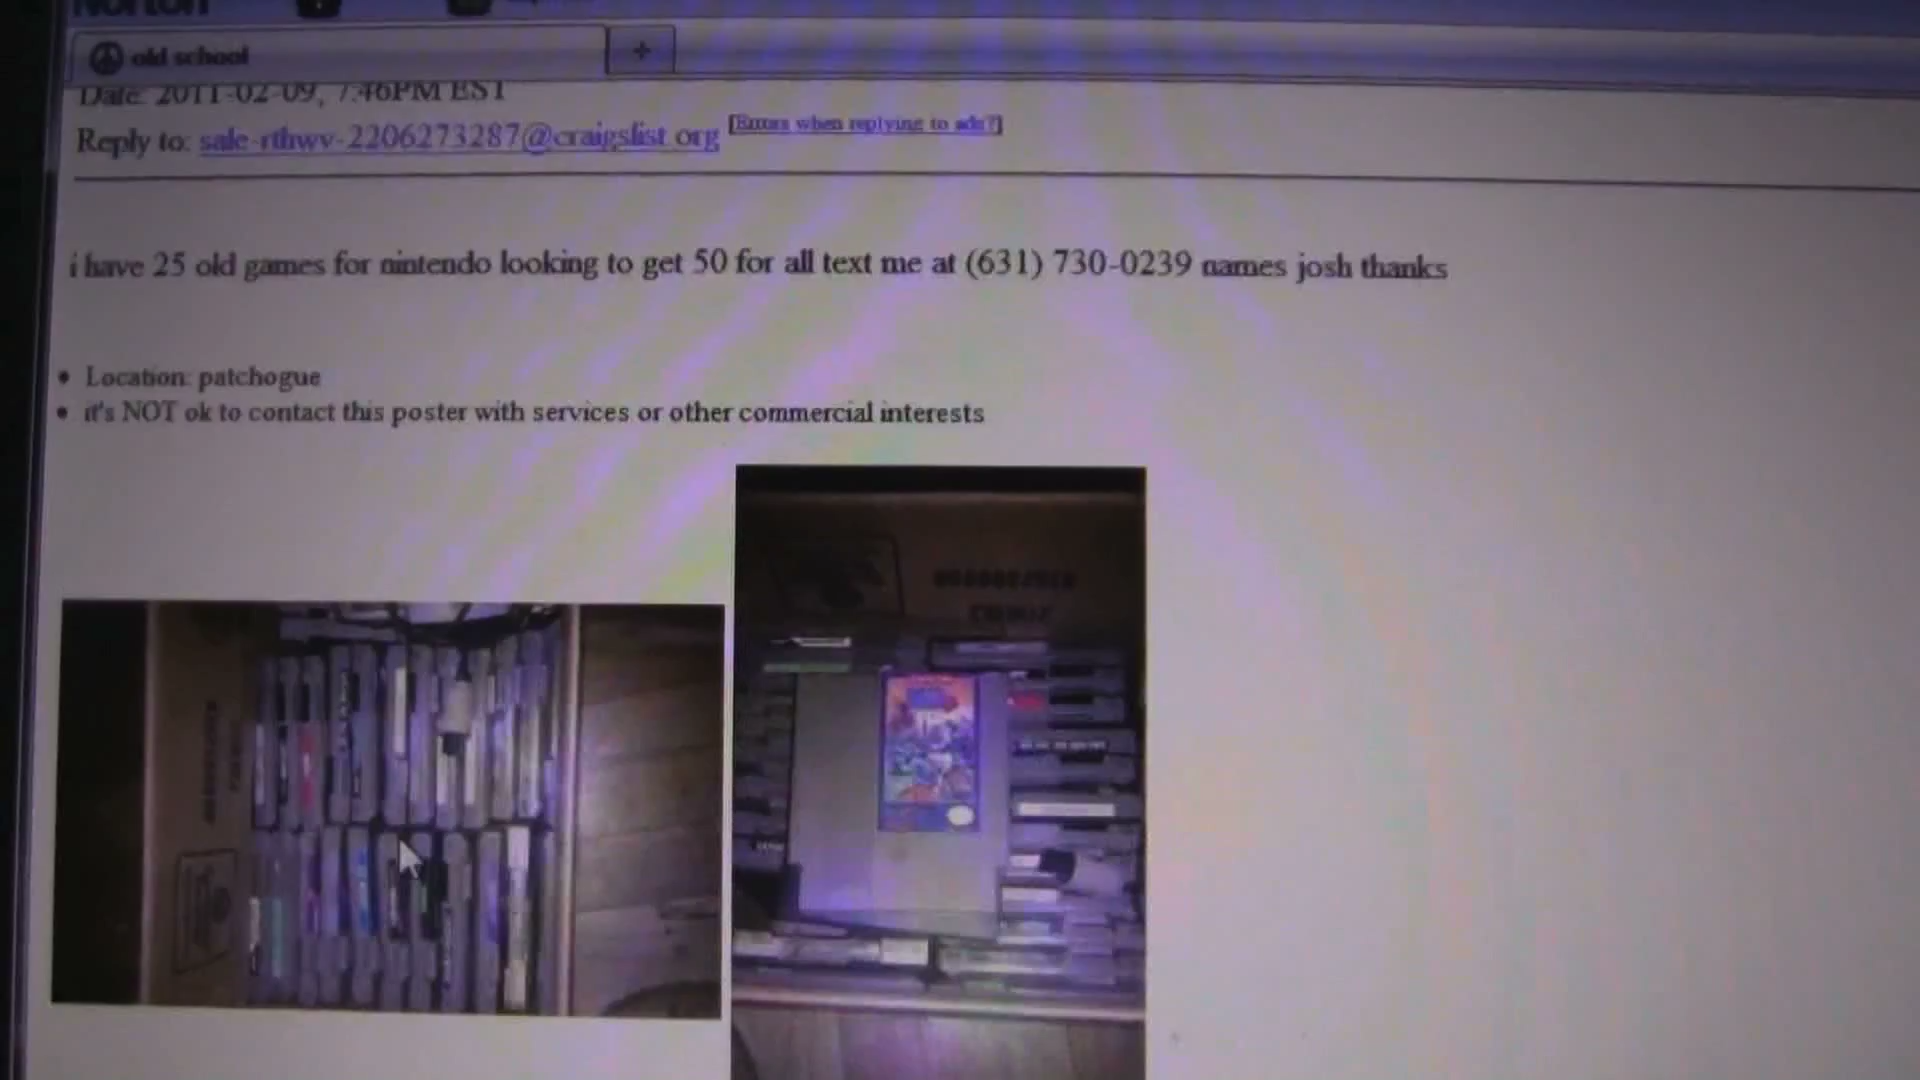 Norton
old school
+
Date: 2011-02-09, 7:46PM EST
Reply to: sale-rthwv-2206273287@craigslist.org [Errors when replying to ads?]
i have 25 old games for nintendo looking to get 50 for all text me at (631) 730-0239 names josh thanks
• Location: patchogue
• it's NOT ok to contact this poster with services or other commercial interests